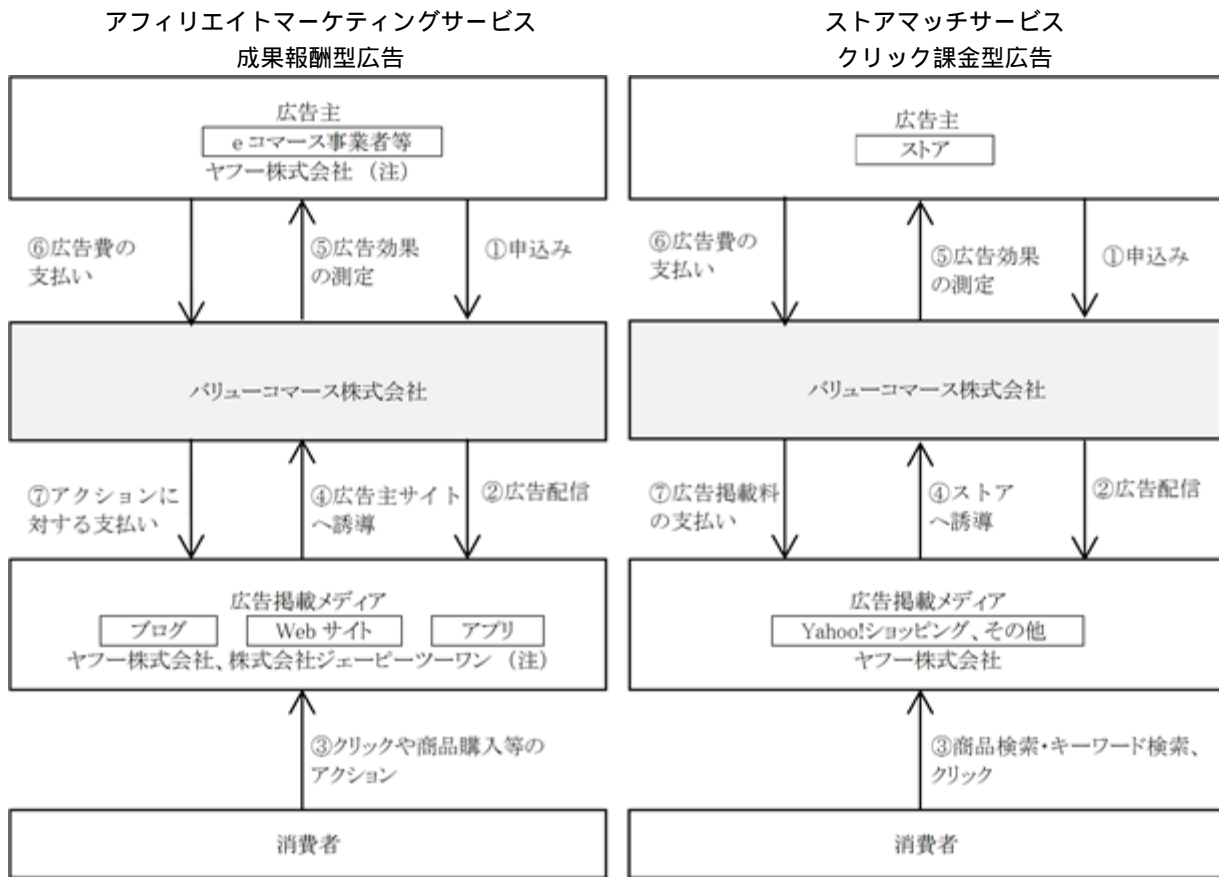 アフィリエイトマーケティングサービス
成果報酬型広告
広告主
eコマース事業者等
ヤフー株式会社 (注)
⑥広告費の
支払い
⑤広告効果
の測定
①申込み
バリューコマース株式会社
⑦アクションに
対する支払い
④広告主サイト
へ誘導
②広告配信
広告掲載メディア
ブログ
Web サイト
アプリ
ヤフー株式会社、株式会社ジェーピーツーワン (注)
③クリックや商品購入等の
アクション
消費者
ストアマッチサービス
クリック課金型広告
広告主
ストア
⑥広告費の
支払い
⑤広告効果
の測定
①申込み
バリューコマース株式会社
⑦広告掲載料
の支払い
④ストア
へ誘導
②広告配信
広告掲載メディア
Yahoo!ショッピング、その他
ヤフー株式会社
③商品検索・キーワード検索、
クリック
消費者